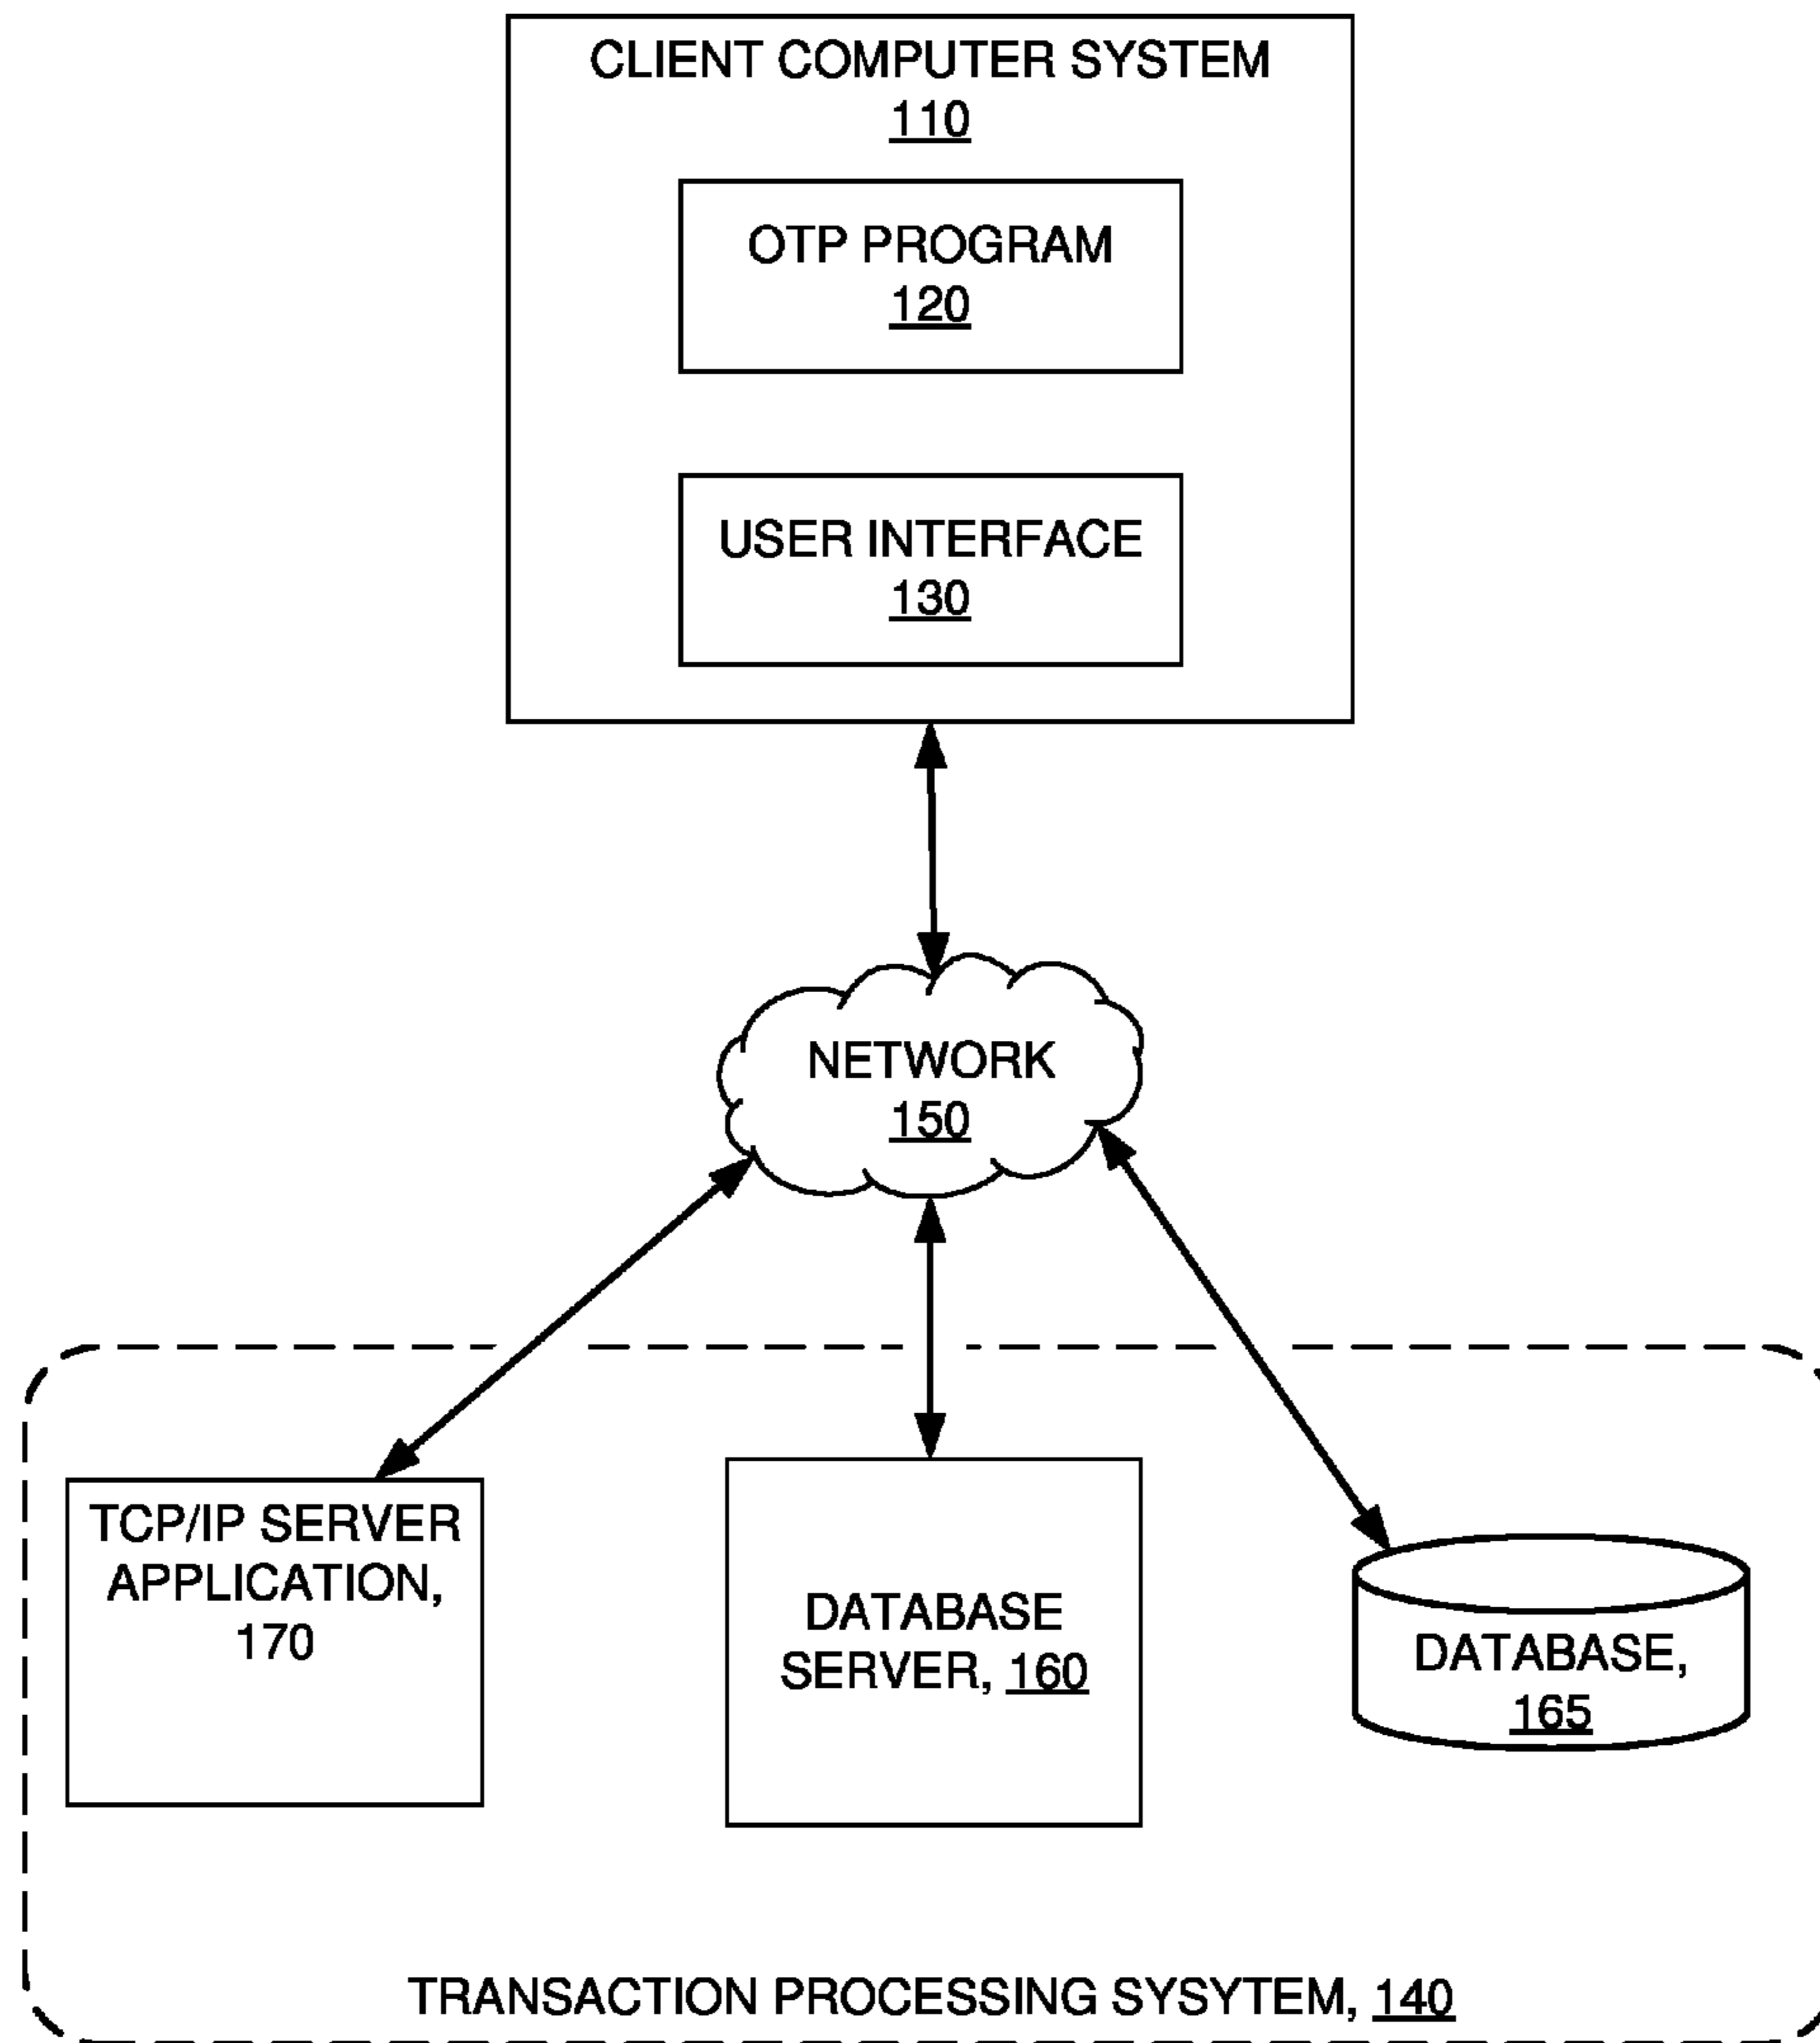 CLIENT COMPUTER SYSTEM
110
OTP PROGRAM
120
USER INTERFACE
130
NETWORK
150
TCP/IP SERVER
APPLICATION,
170
DATABASE
SERVER, 160
DATABASE,
165
TRANSACTION PROCESSING SYSYTEM, 140